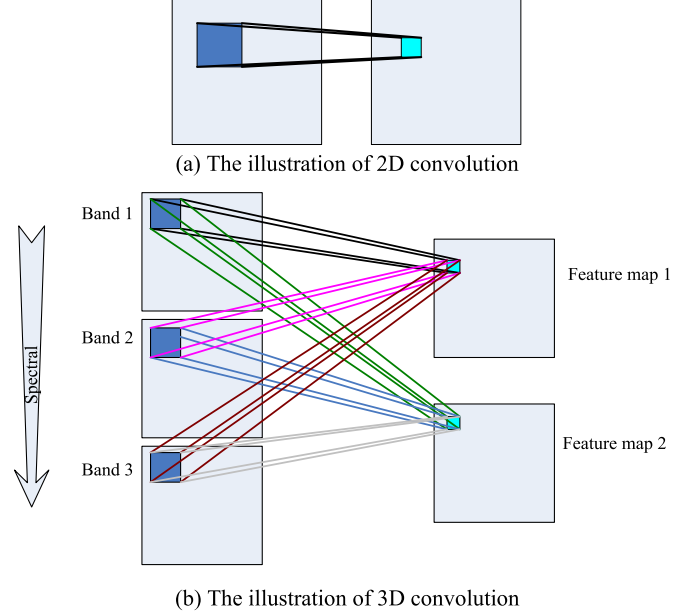 (a) The illustration of 2D convolution
Band 1
Feature map 1
Band 2
Spectral
Feature map 2
Band 3
(b) The illustration of 3D convolution